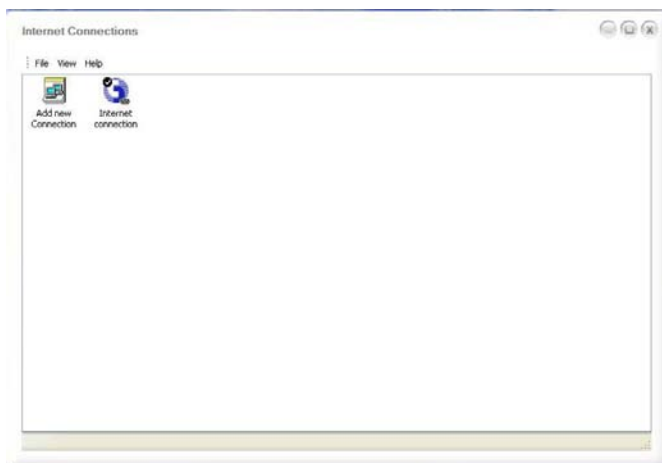 Internet Connections
File View Help
Add new Connection
Internet connection